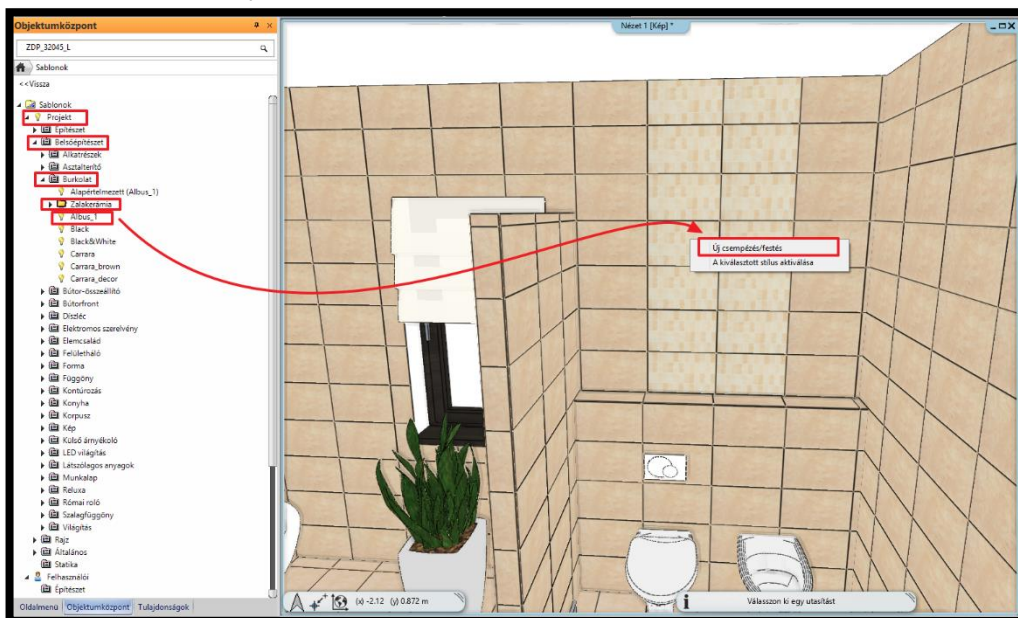 Objektumközpont
ZDP_32045_L
Sablonok
<<Vissza
Sablonok
Projekt
Építészet
Belsőépítészet
Alkatrészek
Asztalterítő
Burkolat
Alapértelmezett (Albus_1)
Zalakerámia
Albus_1
Black
Black&White
Carrara
Carrara_brown
Carrara_decor
Bútor-összeállító
Bútorfront
Díszléc
Elektromos szerelvény
Elemcsalád
Felületháló
Forma
Függöny
Kontúrozás
Konyha
Korpusz
Kép
Külső árnyékoló
LED világítás
Látszólagos anyagok
Munkalap
Reluxa
Római roló
Szalagfüggöny
Világítás
Rajz
Általános
Statika
Felhasználói
Építészet
Oldalmenü Objektumközpont Tulajdonságok
Nézet 1 [Kép] *
Új csempézés/festés
A kiválasztott stílus aktiválása
(x) -2.12 (y) 0.872 m
Válasszon ki egy utasítást